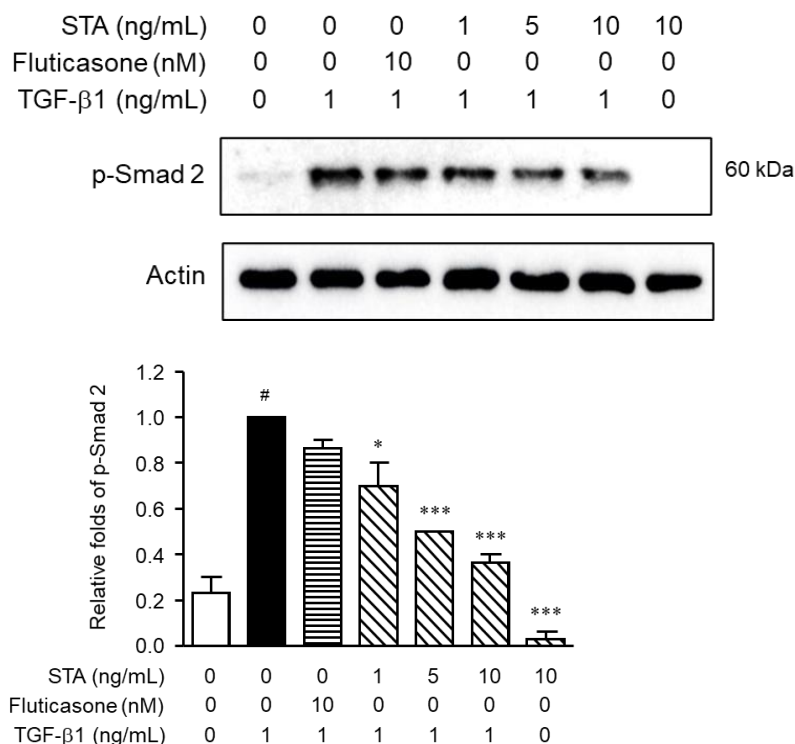 STA (ng/mL) 0 0 0 1 5 10 10
Fluticasone (nM) 0 0 10 0 0 0 0
TGF-β1 (ng/mL) 0 1 1 1 1 1 0
p-Smad 2 60 kDa
Actin
Relative folds of p-Smad 2
1.2
1.0
0.8
0.6
0.4
0.2
0.0
# * *** *** ***
STA (ng/mL) 0 0 0 1 5 10 10
Fluticasone (nM) 0 0 10 0 0 0 0
TGF-β1 (ng/mL) 0 1 1 1 1 1 0